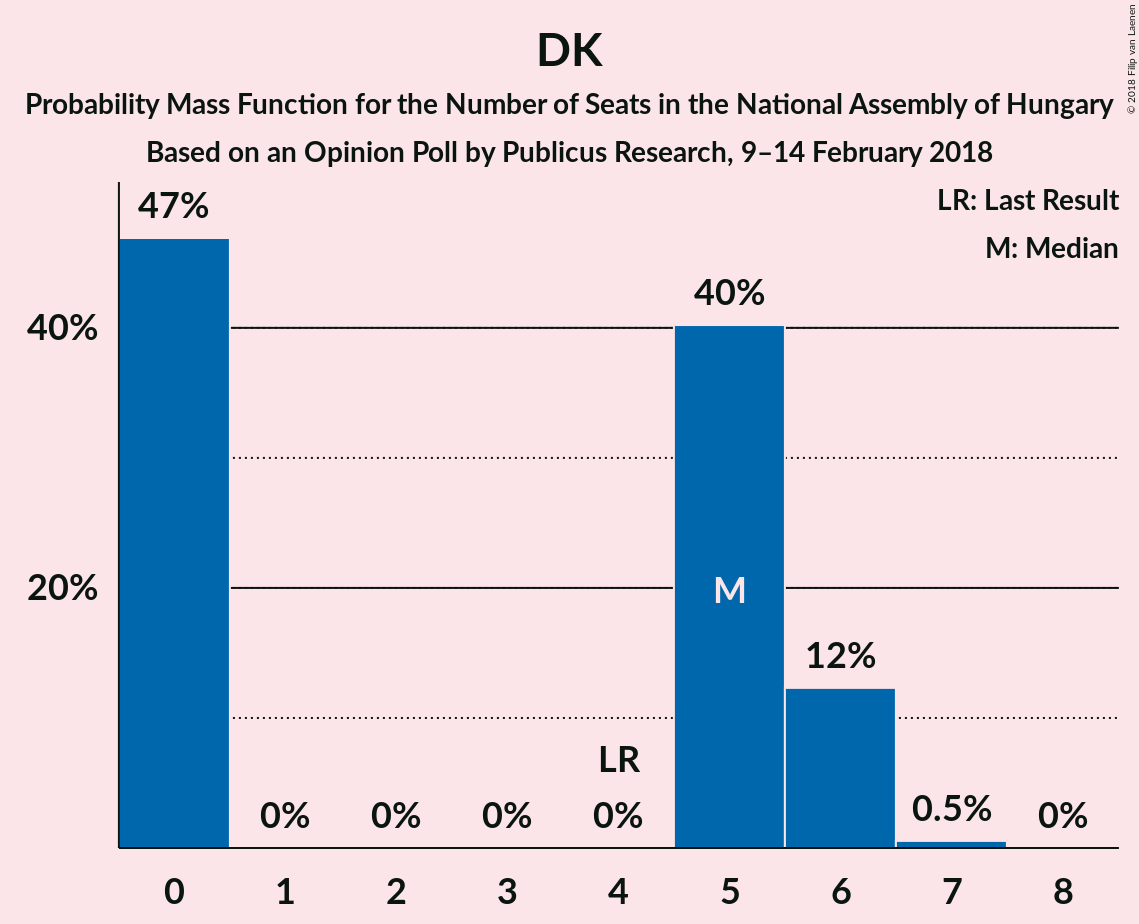 DK
Probability Mass Function for the Number of Seats in the National Assembly of Hungary
Based on an Opinion Poll by Publicus Research, 9–14 February 2018
© 2018 Filip van Laenen
LR: Last Result
M: Median
47%
40%
40%
20%
M
12%
LR
0%
0%
0%
0%
0.5%
0%
0
1
2
3
4
5
6
7
8